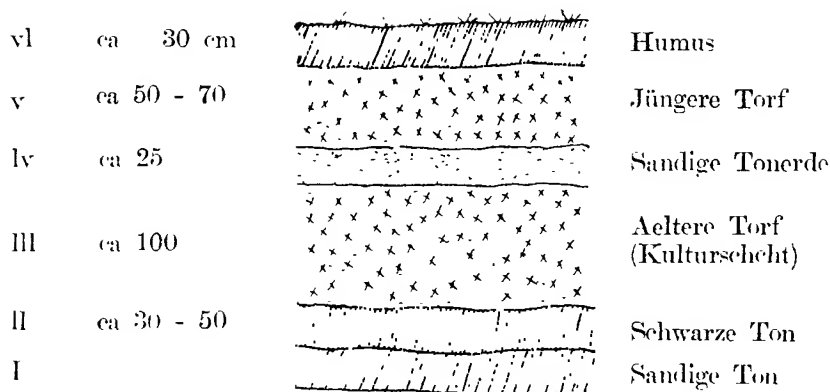 vI ca 30 cm Humus
v ca 50 - 70 Jüngere Torf
Iv ca 25 Sandige Tonerde
III ca 100 Aeltere Torf
(Kulturscheht)
II ca 30 - 50 Schwarze Ton
I Sandige Ton